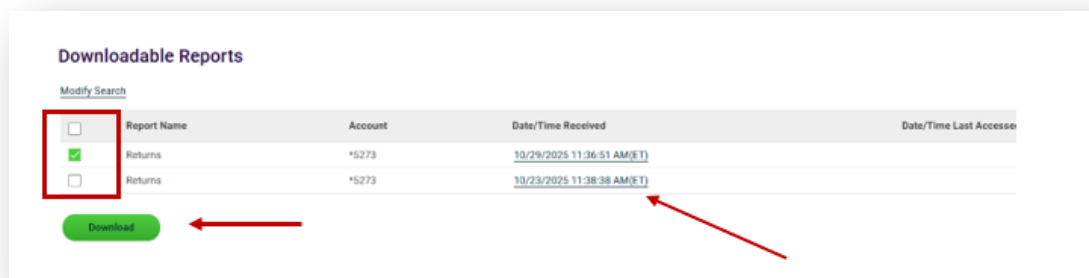 Downloadable Reports
Modify Search
Report Name Account Date/Time Received Date/Time Last Accesse
Returns *5273 10/29/2025 11:36:51 AM(ET)
Returns *5273 10/23/2025 11:38:38 AM(ET)
Download